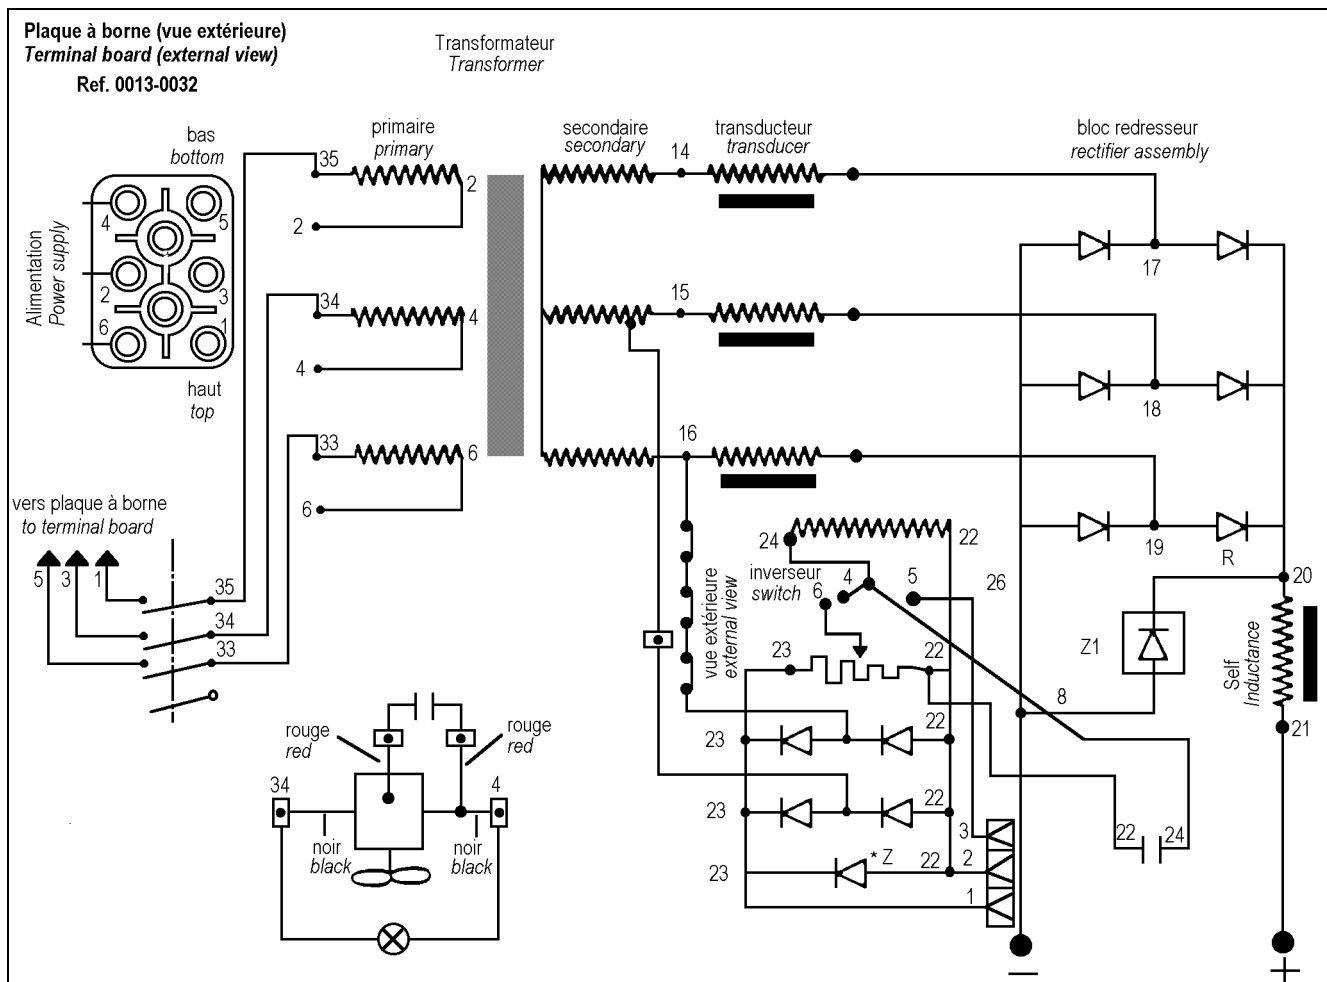 Plaque à borne (vue extérieure)
Terminal board (external view)
Ref. 0013-0032
Transformateur
Transformer
bas
bottom
primaire
primary
secondaire
secondary
transducteur
transducer
bloc redresseur
rectifier assembly
35
14
2
2
4
5
Alimentation
Power supply
2
3
6
1
17
34
4
15
4
haut
top
18
33
6
16
6
19
R
vers plaque à borne
to terminal board
5
3
1
35
34
33
24
22
inverseur
switch
4
5
6
26
20
vue extérieure
external view
23
22
Z1
Self
Inductance
8
21
rouge
red
rouge
red
23
22
34
4
noir
black
noir
black
23
22
3
22
24
23
* Z
22
2
1
—
+